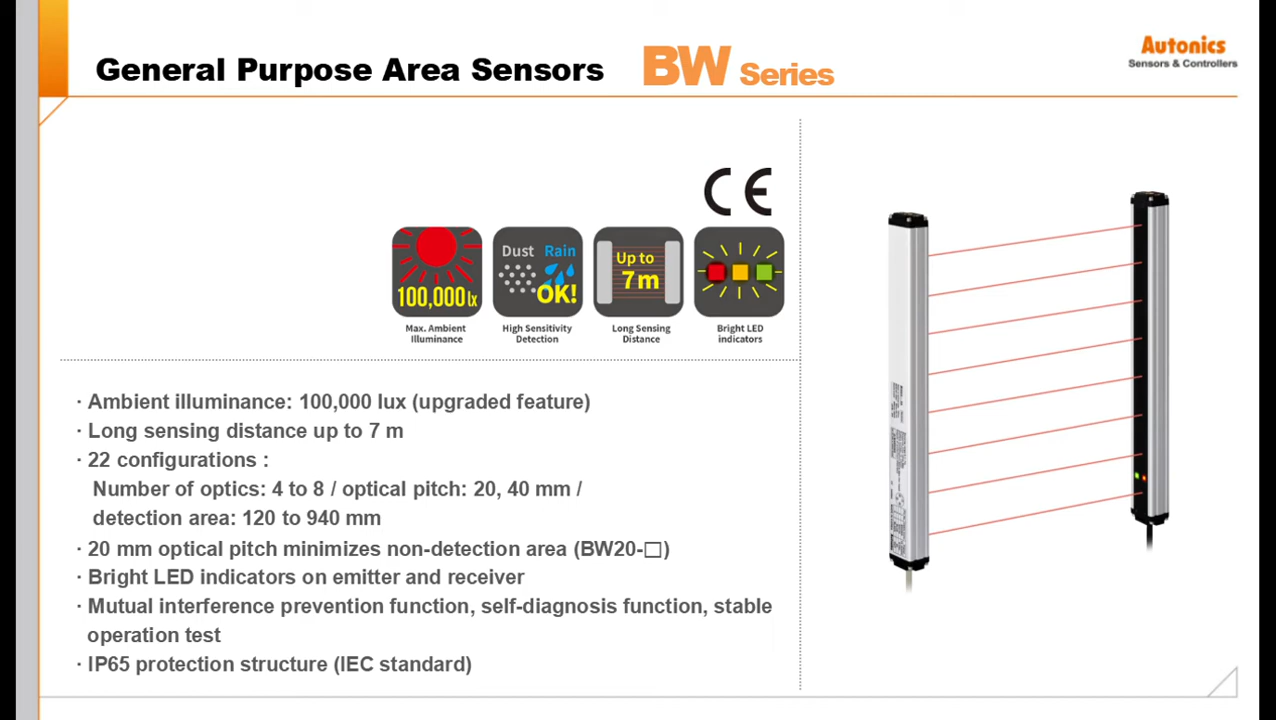 General Purpose Area Sensors BW Series
Autonics
Sensors & Controllers
CE
100,000 lx
Dust Rain
OK!
Up to
7m
Max. Ambient
Illuminance
High Sensitivity
Detection
Long Sensing
Distance
Bright LED
indicators
· Ambient illuminance: 100,000 lux (upgraded feature)
· Long sensing distance up to 7 m
· 22 configurations :
Number of optics: 4 to 8 / optical pitch: 20, 40 mm /
detection area: 120 to 940 mm
· 20 mm optical pitch minimizes non-detection area (BW20-□)
· Bright LED indicators on emitter and receiver
· Mutual interference prevention function, self-diagnosis function, stable
operation test
· IP65 protection structure (IEC standard)